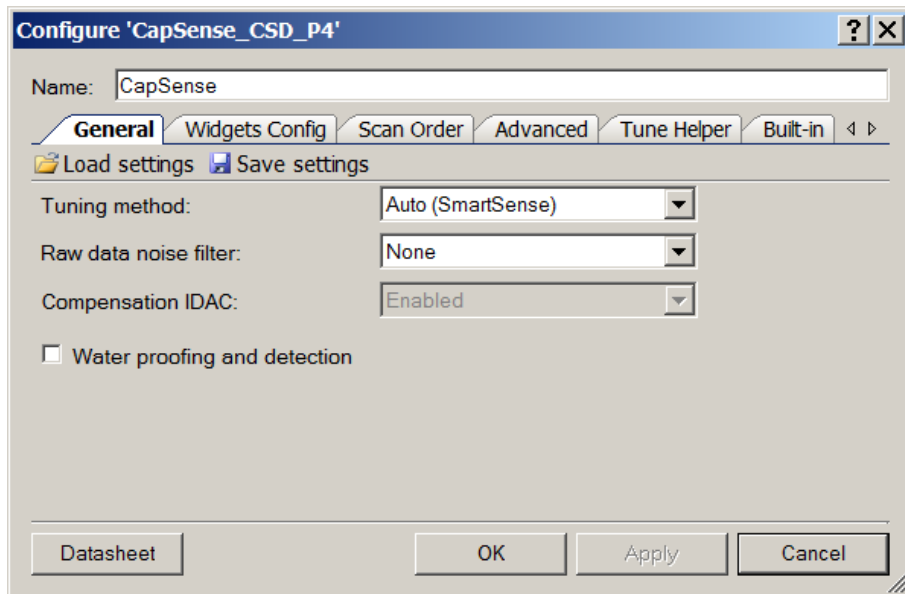 Configure 'CapSense_CSD_P4'
Name: CapSense
General Widgets Config Scan Order Advanced Tune Helper Built-in
Load settings Save settings
Tuning method: Auto (SmartSense)
Raw data noise filter: None
Compensation IDAC: Enabled
Water proofing and detection
Datasheet OK Apply Cancel